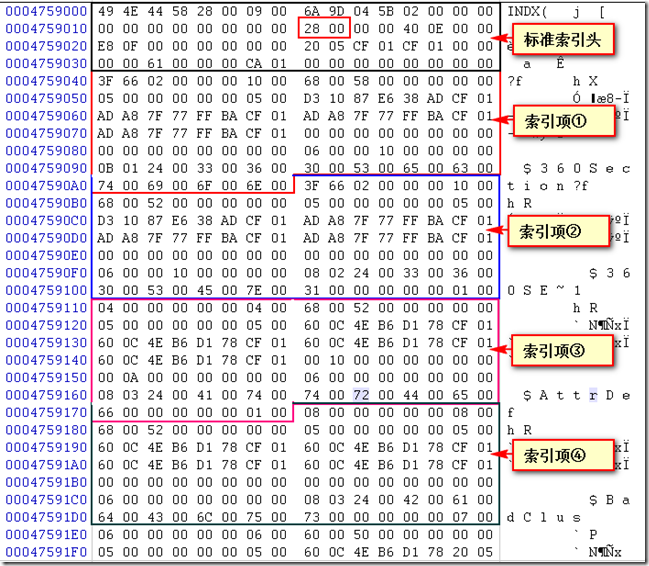 0004759000 49 4E 44 58 28 00 09 00 6A 9D 04 5B 02 00 00 00 INDX( j [
0004759010 00 00 00 00 00 00 00 00 28 00 00 00 40 0E 00 00
标准索引头
0004759020 E8 0F 00 00 00 00 00 00 20 05 CF 01 CF 01 00 00
0004759030 00 00 61 00 00 00 CA 01 00 00 00 00 00 00 00 00 a Ê
0004759040 3F 66 02 00 00 00 10 00 68 00 58 00 00 00 00 00 ?f hX
0004759050 05 00 00 00 00 00 05 00 D3 10 87 E6 38 AD CF 01
0004759060 AD A8 7F 77 FF BA CF 01 AD A8 7F 77 FF BA CF 01
索引项①
0004759070 AD A8 7F 77 FF BA CF 01 00 00 00 00 00 00 00 00
0004759080 00 00 00 00 00 00 00 00 06 00 00 10 00 00 00 00
0004759090 0B 01 24 00 33 00 36 00 30 00 53 00 65 00 63 00 $360Sec
00047590A0 74 00 69 00 6F 00 6E 00 3F 66 02 00 00 00 10 00 tion?f
00047590B0 68 00 52 00 00 00 00 00 05 00 00 00 00 00 05 00 hR
00047590C0 D3 10 87 E6 38 AD CF 01 AD A8 7F 77 FF BA CF 01
索引项②
00047590D0 AD A8 7F 77 FF BA CF 01 AD A8 7F 77 FF BA CF 01
00047590E0 00 00 00 00 00 00 00 00 00 00 00 00 00 00 00 00
00047590F0 06 00 00 10 00 00 00 00 08 02 24 00 33 00 36 00 $36
0004759100 30 00 53 00 45 00 7E 00 31 00 00 00 00 00 01 00 0SE~1
0004759110 04 00 00 00 00 00 04 00 68 00 52 00 00 00 00 00 hR
0004759120 05 00 00 00 00 00 05 00 60 0C 4E B6 D1 78 CF 01 ` N¶ÑxÏ
0004759130 60 0C 4E B6 D1 78 CF 01 60 0C 4E B6 D1 78 CF 01
索引项③
0004759140 60 0C 4E B6 D1 78 CF 01 00 10 00 00 00 00 00 00
0004759150 00 0A 00 00 00 00 00 00 06 00 00 00 00 00 00 00
0004759160 08 03 24 00 41 00 74 00 74 00 72 00 44 00 65 00 $AttrDe
0004759170 66 00 00 00 00 00 01 00 08 00 00 00 00 00 08 00 f
0004759180 68 00 52 00 00 00 00 00 05 00 00 00 00 00 05 00 hR
0004759190 60 0C 4E B6 D1 78 CF 01 60 0C 4E B6 D1 78 CF 01
索引项④
00047591A0 60 0C 4E B6 D1 78 CF 01 60 0C 4E B6 D1 78 CF 01
00047591B0 00 00 00 00 00 00 00 00 00 00 00 00 00 00 00 00
00047591C0 06 00 00 00 00 00 00 00 08 03 24 00 42 00 61 00 $Ba
00047591D0 64 00 43 00 6C 00 75 00 73 00 00 00 00 00 07 00 dClus
00047591E0 06 00 00 00 00 00 06 00 60 00 50 00 00 00 00 00 `P
00047591F0 05 00 00 00 00 00 05 00 60 0C 4E B6 D1 78 20 05 ` N¶Ñx